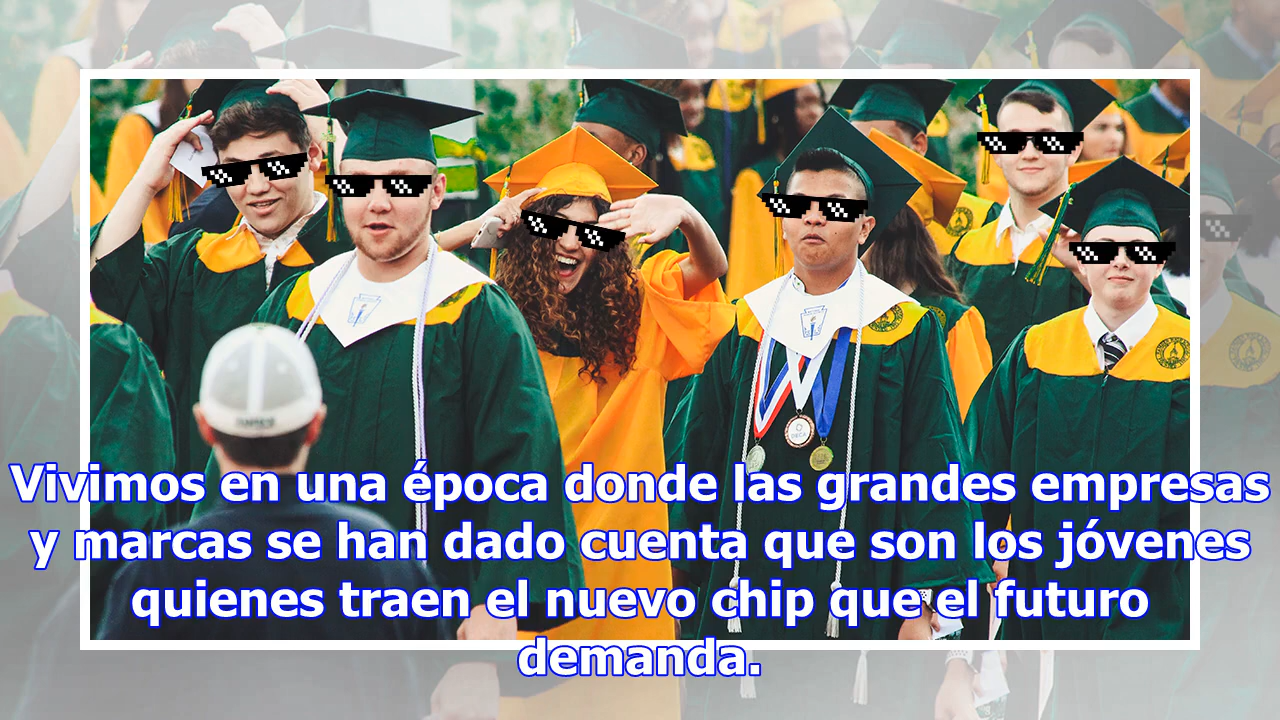 Vivimos en una época donde las grandes empresas
y marcas se han dado cuenta que son los jóvenes
quienes traen el nuevo chip que el futuro
demanda.